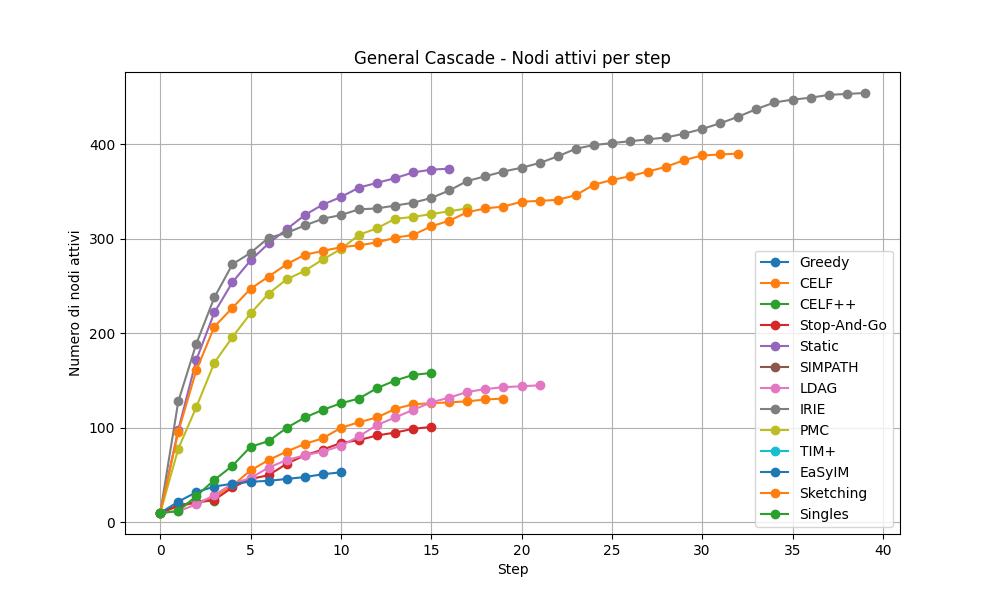 General Cascade - Nodi attivi per step
Numero di nodi attivi
400
300
200
100
0
0 5 10 15 20 25 30 35 40
Step
Greedy
CELF
CELF++
Stop-And-Go
Static
SIMPATH
LDAG
IRIE
PMC
TIM+
EaSyIM
Sketching
Singles